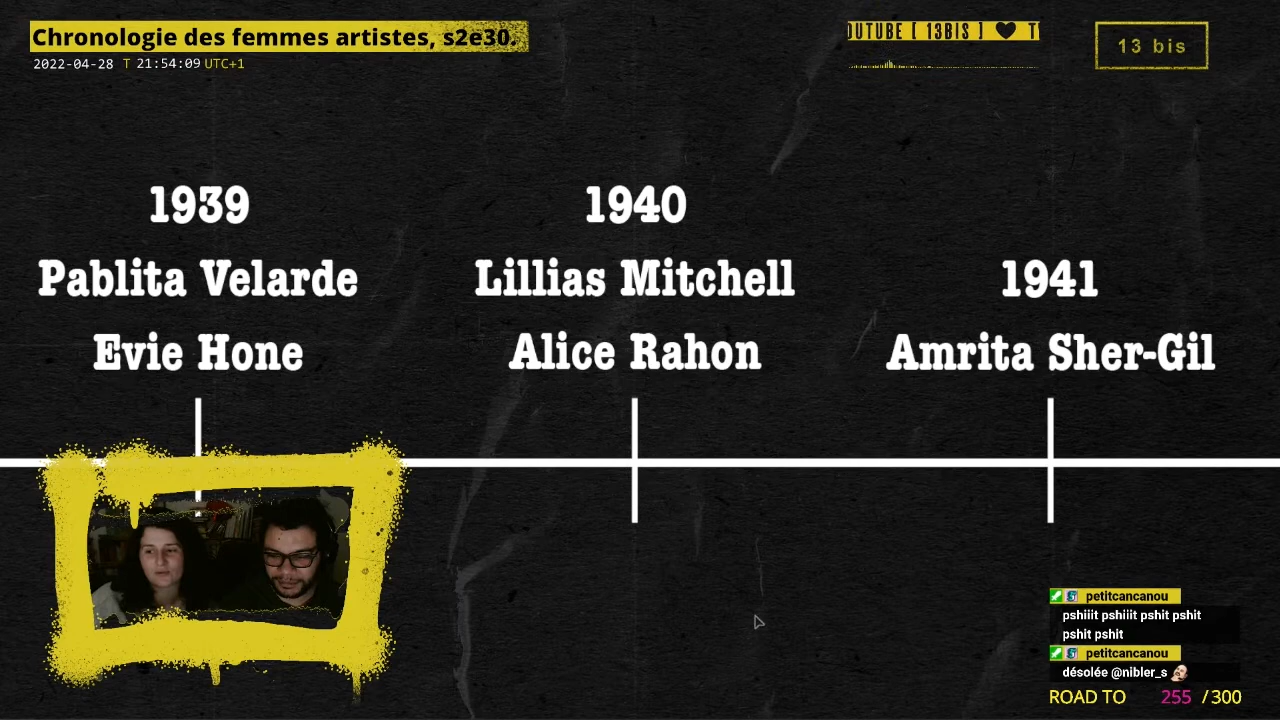 Chronologie des femmes artistes, s2e30.
2022-04-28 T 21:54:09 UTC+1
OUTUBE [ 13BIS ] ♥ T
13 bis
1939
Pablita Velarde
Evie Hone
1940
Lillias Mitchell
Alice Rahon
1941
Amrita Sher-Gil
petitcancanou
pshiiit pshiiit pshit pshit
pshit pshit
petitcancanou
désolée @nibler_s
ROAD TO 255 /300